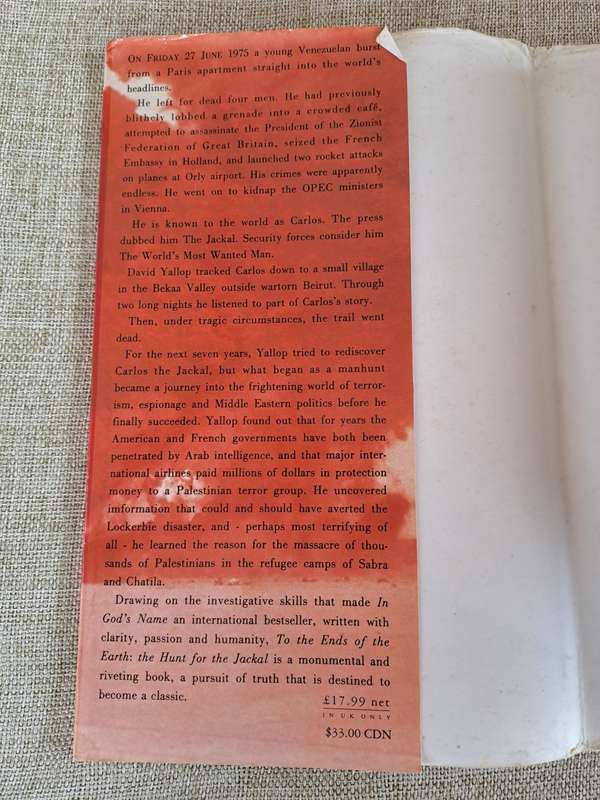 ON FRIDAY 27 JUNE 1975 a young Venezuelan burst
from a Paris apartment straight into the world's
headlines.
He left for dead four men. He had previously
blithely lobbed a grenade into a crowded café,
attempted to assassinate the President of the Zionist
Federation of Great Britain, seized the French
Embassy in Holland, and launched two rocket attacks
on planes at Orly airport. His crimes were apparently
endless. He went on to kidnap the OPEC ministers
in Vienna.
He is known to the world as Carlos. The press
dubbed him The Jackal. Security forces consider him
The World's Most Wanted Man.
David Yallop tracked Carlos down to a small village
in the Bekaa Valley outside wartorn Beirut. Through
two long nights he listened to part of Carlos's story.
Then, under tragic circumstances, the trail went
dead.
For the next seven years, Yallop tried to rediscover
Carlos the Jackal, but what began as a manhunt
became a journey into the frightening world of terror-
ism, espionage and Middle Eastern politics before he
finally succeeded. Yallop found out that for years the
American and French governments have both been
penetrated by Arab intelligence, and that major inter-
national airlines paid millions of dollars in protection
money to a Palestinian terror group. He uncovered
imformation that could and should have averted the
Lockerbie disaster, and - perhaps most terrifying of
all - he learned the reason for the massacre of thou-
sands of Palestinians in the refugee camps of Sabra
and Chatila.
Drawing on the investigative skills that made In
God's Name an international bestseller, written with
clarity, passion and humanity, To the Ends of the
Earth: the Hunt for the Jackal is a monumental and
riveting book, a pursuit of truth that is destined to
become a classic.
£17.99 net
IN UK ONLY
$33.00 CDN